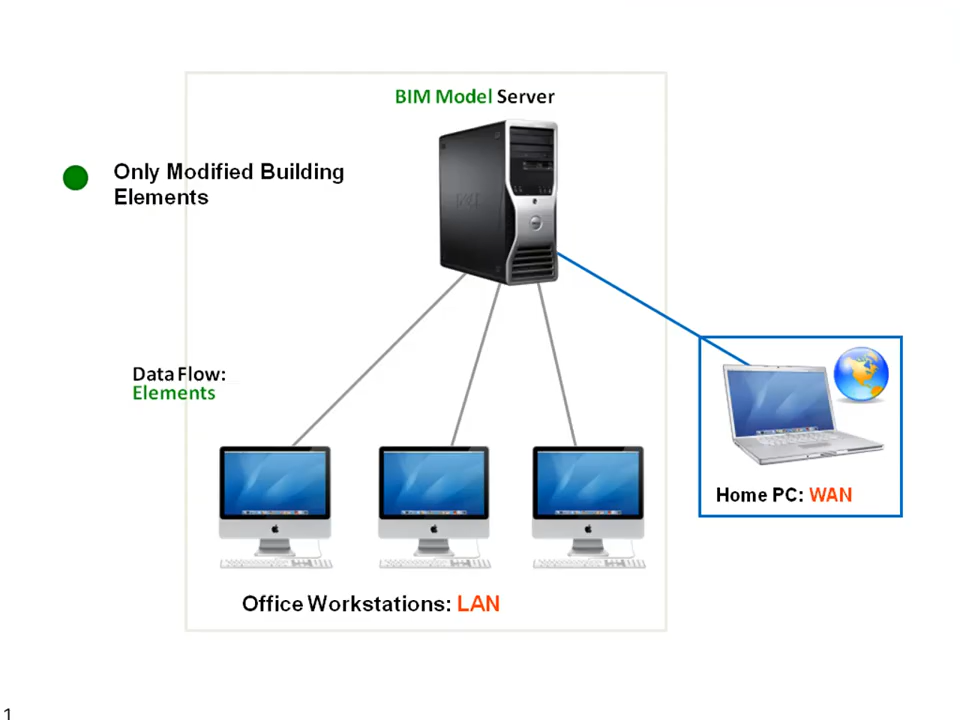 BIM Model Server
Only Modified Building
Elements
Data Flow:
Elements
Home PC: WAN
Office Workstations: LAN
1